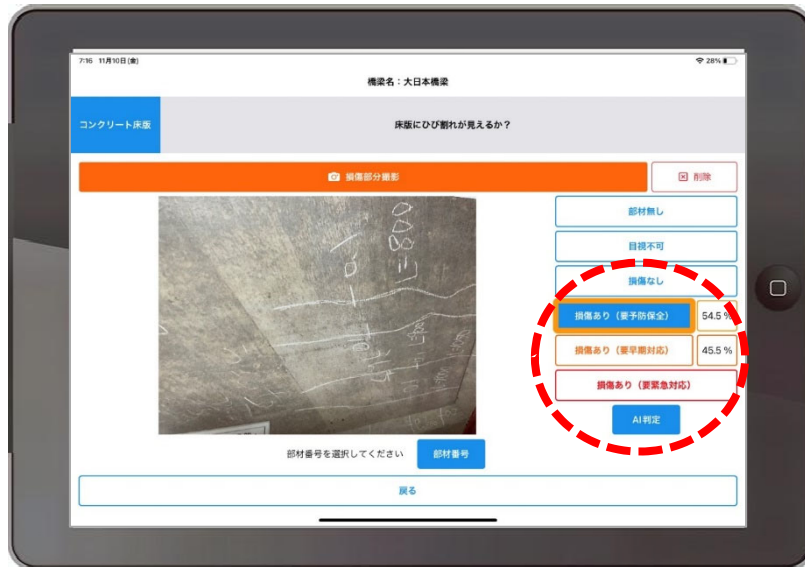 7:16 11月10日(金)
28%
橋梁名：大日本橋梁
コンクリート床版
床版にひび割れが見えるか？
損傷部分撮影
削除
部材無し
目視不可
損傷なし
損傷あり（要予防保全）
54.5 %
損傷あり（要早期対応）
45.5 %
損傷あり（要緊急対応）
AI判定
L=800
部材番号を選択してください
部材番号
戻る